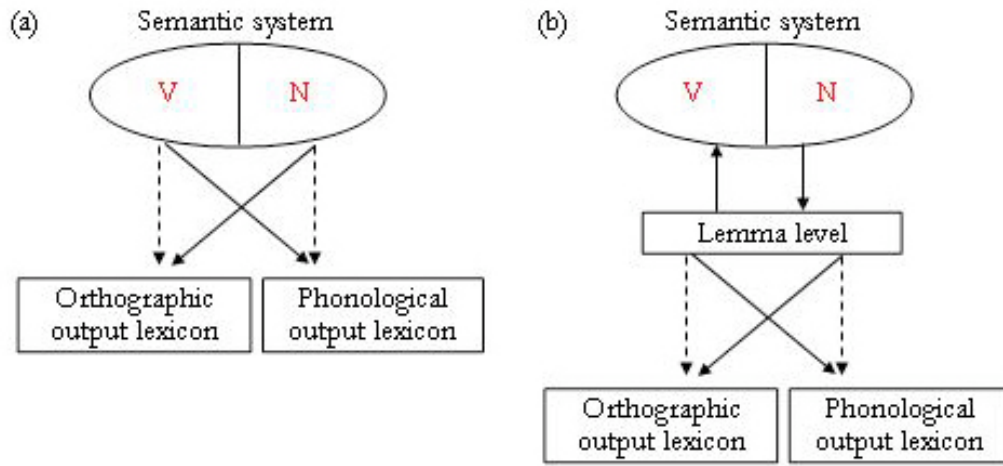 (a) Semantic system
V N
Orthographic
output lexicon
Phonological
output lexicon
(b) Semantic system
V N
Lemma level
Orthographic
output lexicon
Phonological
output lexicon